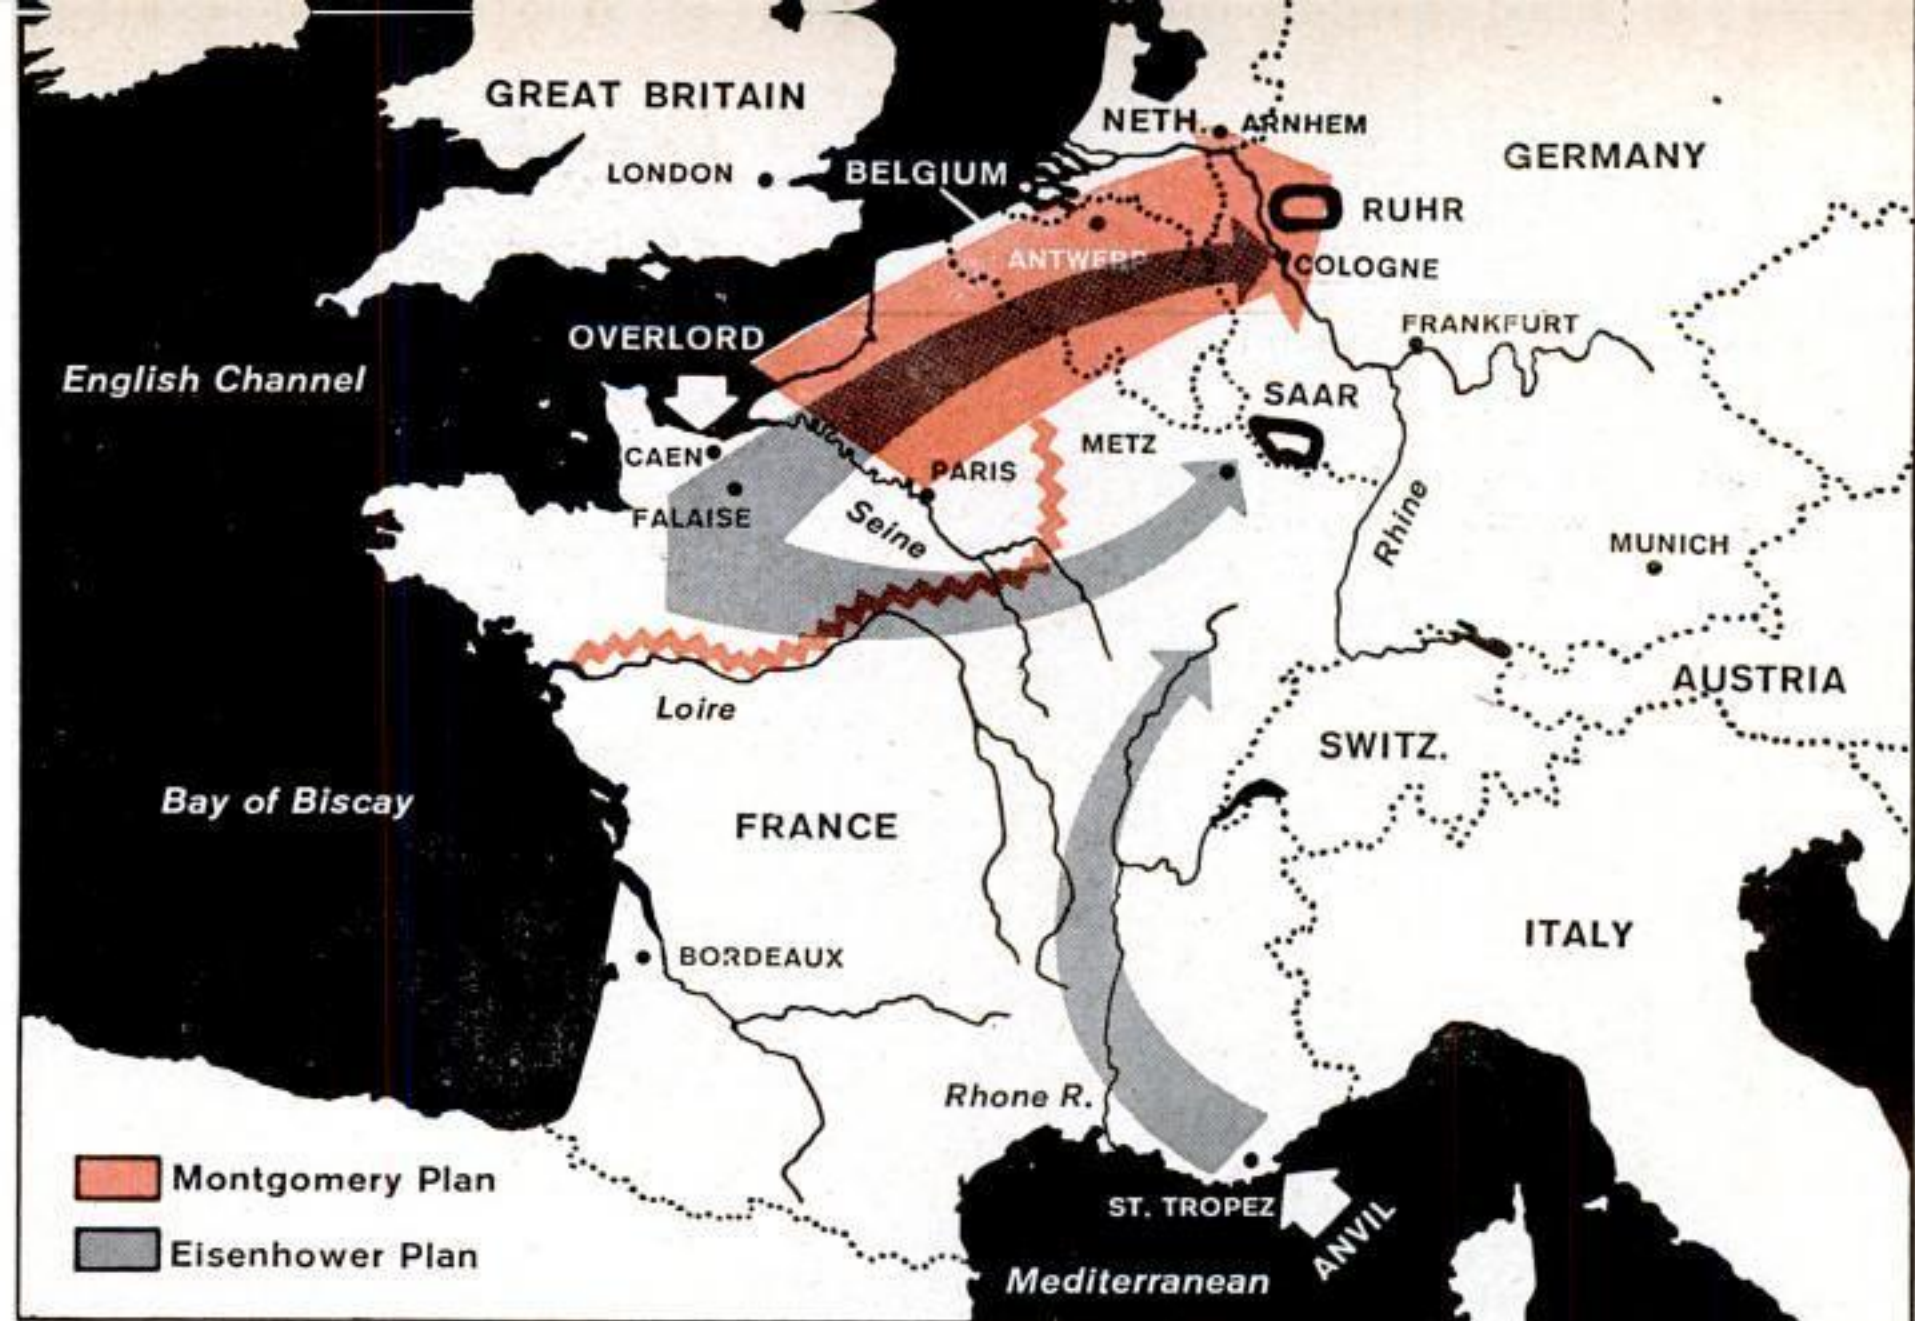 GREAT BRITAIN
NETH.
ARNHEM
GERMANY
LONDON
BELGIUM
RUHR
ANTWERP
COLOGNE
OVERLORD
FRANKFURT
English Channel
SAAR
CAEN
METZ
PARIS
FALAISE
Seine
Rhine
MUNICH
AUSTRIA
Loire
SWITZ.
Bay of Biscay
FRANCE
ITALY
BORDEAUX
Rhone R.
Montgomery Plan
ST. TROPEZ
ANVIL
Eisenhower Plan
Mediterranean